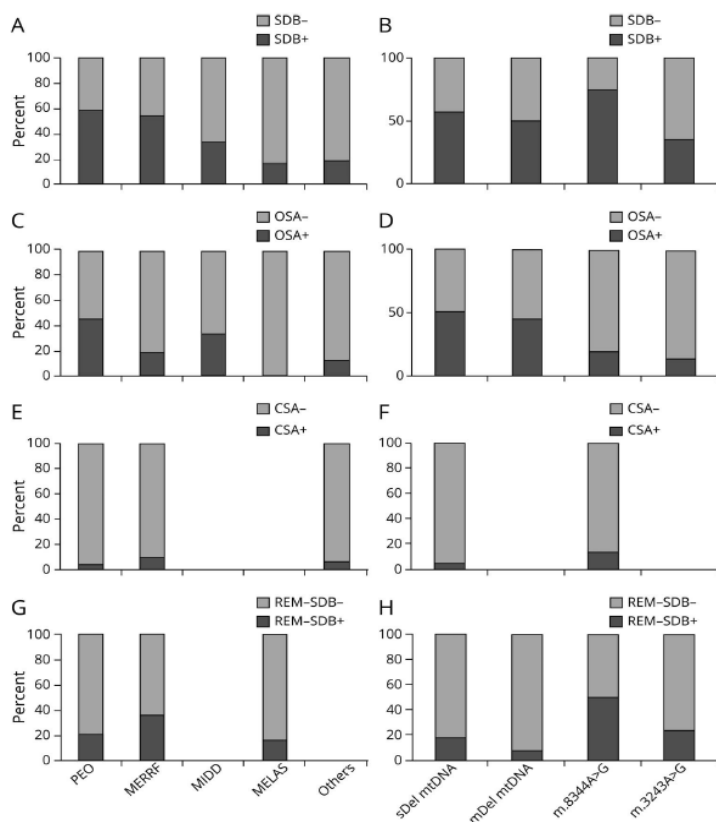 A
SDB–
SDB+
Percent
100
80
60
40
20
0
B
SDB–
SDB+
100
50
0
C
OSA–
OSA+
Percent
100
80
60
40
20
0
D
OSA–
OSA+
100
50
0
E
CSA–
CSA+
Percent
100
80
60
40
20
0
F
CSA–
CSA+
100
80
60
40
20
0
G
REM–SDB–
REM–SDB+
Percent
100
80
60
40
20
0
PEO
MERRF
MIDD
MELAS
Others
H
REM–SDB–
REM–SDB+
100
80
60
40
20
0
sDel mtDNA
mDel mtDNA
m.8344A>G
m.3243A>G